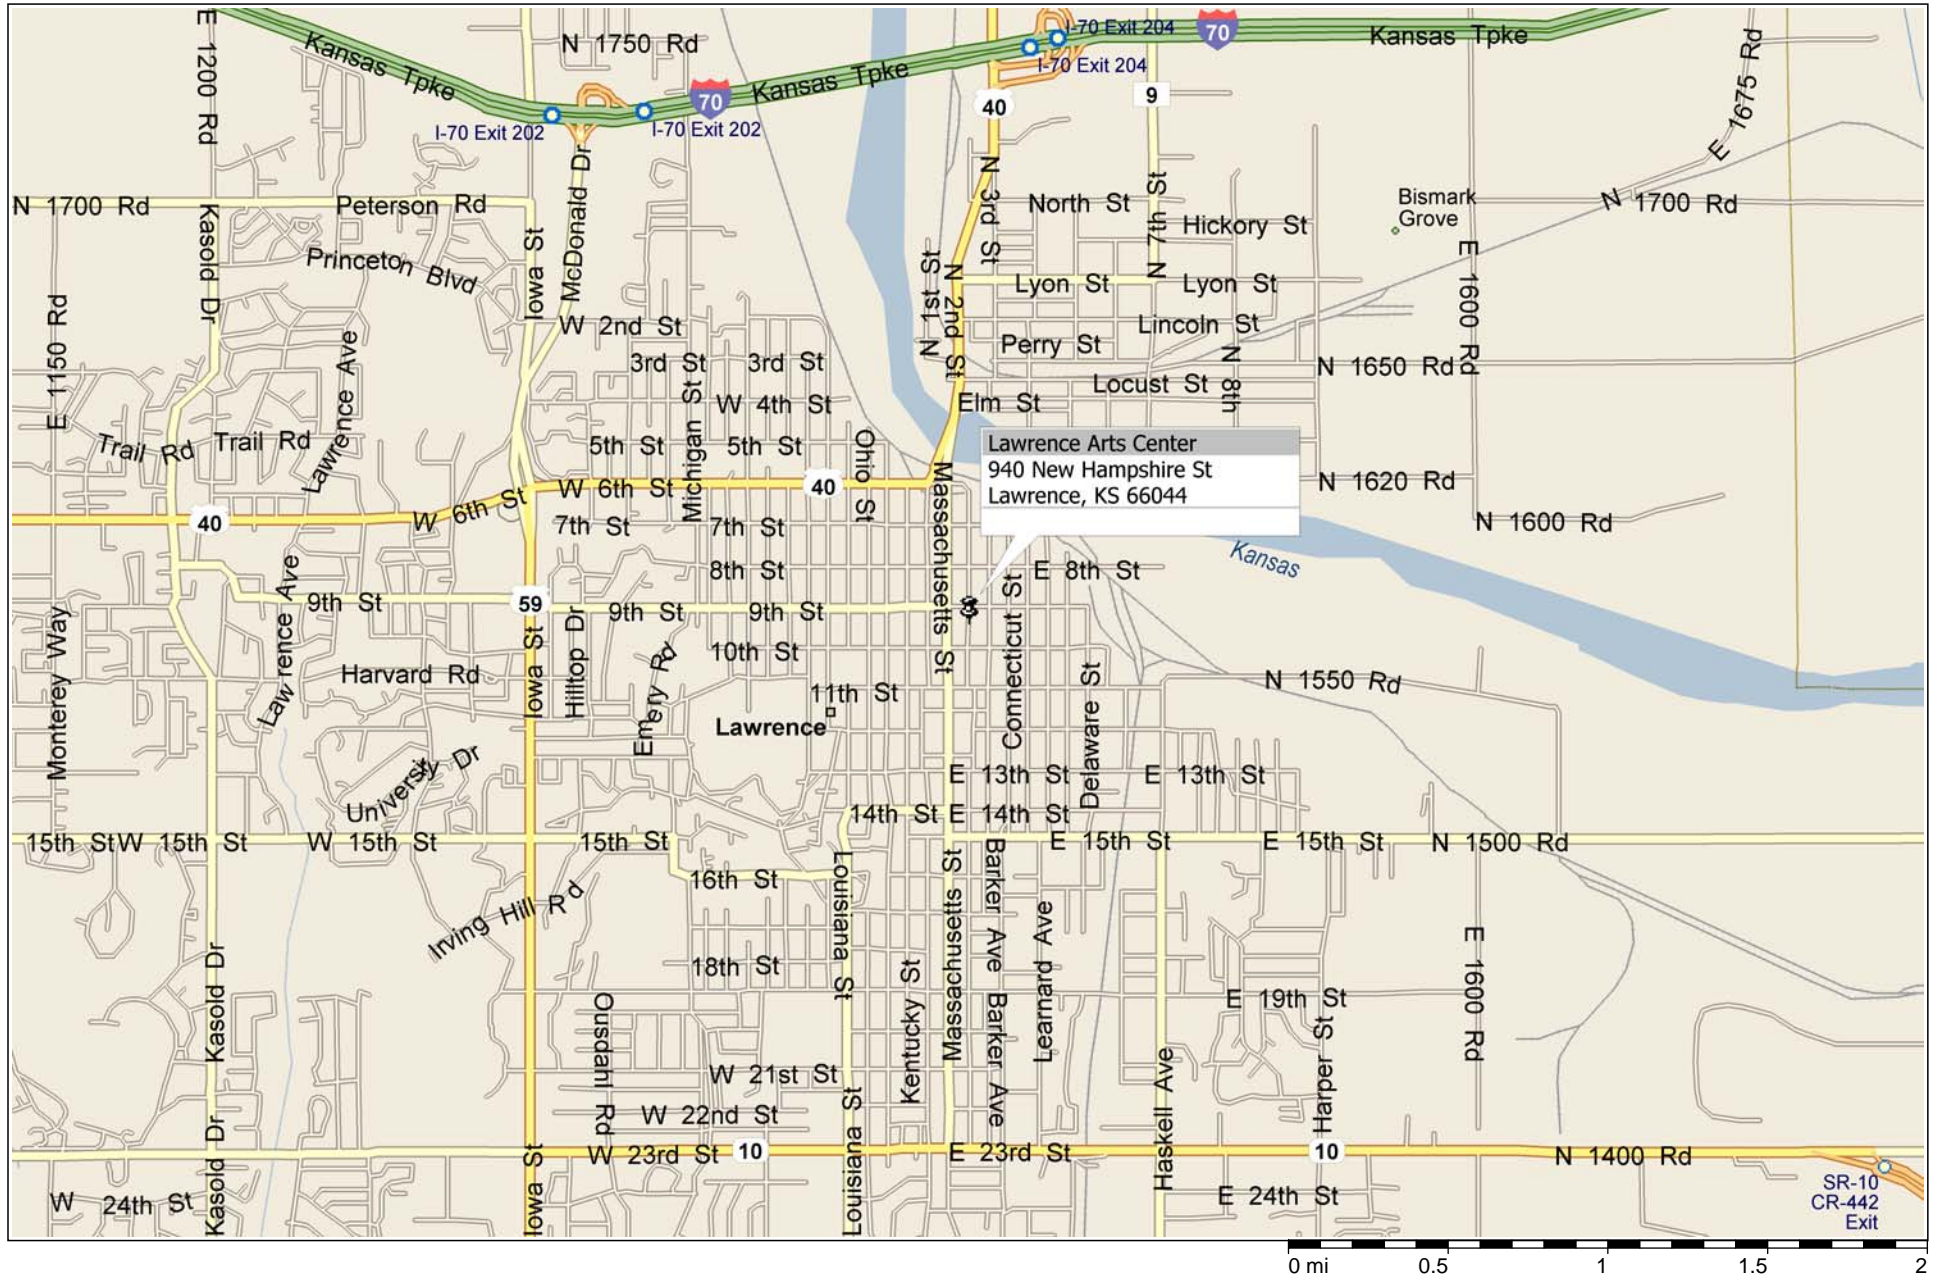 E 1200 Rd
Kansas Tpke
N 1750 Rd
I-70 Exit 202
I-70 Exit 202
70
Kansas Tpke
I-70 Exit 204
I-70 Exit 204
70
Kansas Tpke
40
9
E 1675 Rd
N 1700 Rd
Peterson Rd
Kasold Dr
Princeton Blvd
Iowa St
McDonald Dr
N 3rd St
North St
N 7th St
Hickory St
Bismark
Grove
N 1700 Rd
E 1600 Rd
E 1150 Rd
Lawrence Ave
W 2nd St
3rd St
3rd St
Michigan St
W 4th St
N 1st St
N 2nd St
Lyon St
Lyon St
Lincoln St
Perry St
N 8th
Locust St
Elm St
N 1650 Rd
Trail Rd
Trail Rd
5th St
5th St
Ohio St
Lawrence Arts Center
940 New Hampshire St
Lawrence, KS 66044
N 1620 Rd
N 1600 Rd
40
W 6th St
W 6th St
40
7th St
7th St
Massachusetts St
8th St
E 8th St
Kansas
9th St
59
9th St
9th St
Connecticut St
Monterey Way
Lawrence Ave
Harvard Rd
Iowa St
Hilltop Dr
Emery Rd
10th St
11th St
Lawrence
Delaware St
N 1550 Rd
University Dr
E 13th St
E 13th St
14th St
E 14th St
15th St
W 15th St
W 15th St
15th St
E 15th St
E 15th St
N 1500 Rd
16th St
Irving Hill Rd
Louisiana St
Massachusetts St
Barker Ave
Learnard Ave
18th St
Kentucky St
E 19th St
E 1600 Rd
Kasold Dr
Ousdahl Rd
Barker Ave
Harper St
Haskell Ave
W 21st St
W 22nd St
Kasold Dr
W 23rd St
10
E 23rd St
10
N 1400 Rd
W 24th St
Kasold Dr
Iowa St
Louisiana St
E 24th St
SR-10
CR-442
Exit
0 mi 0.5 1 1.5 2